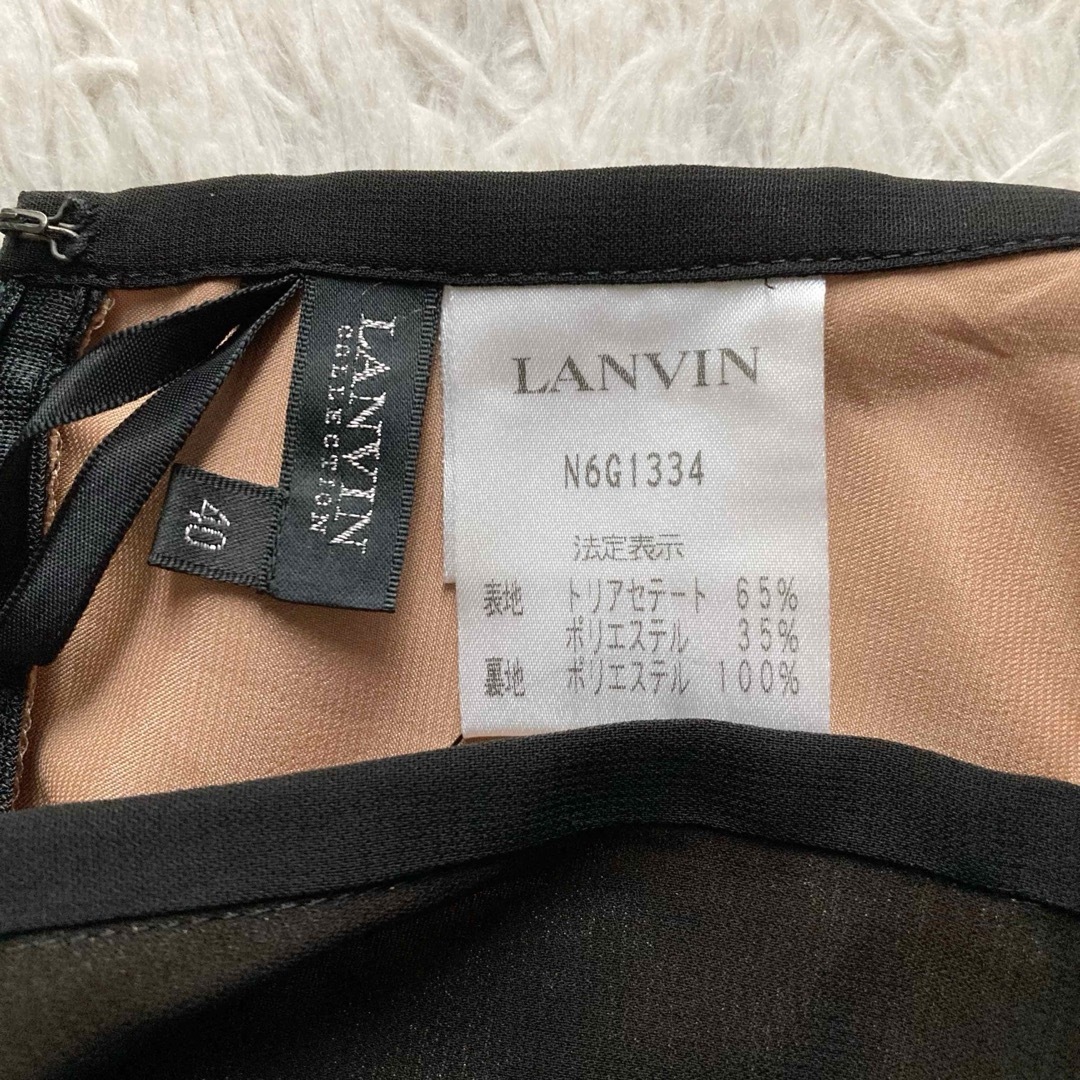 LANVIN
COLLECTION
40
LANVIN
N6G1334
法定表示
表地 トリアセテート 65%
ポリエステル 35%
裏地 ポリエステル 100%